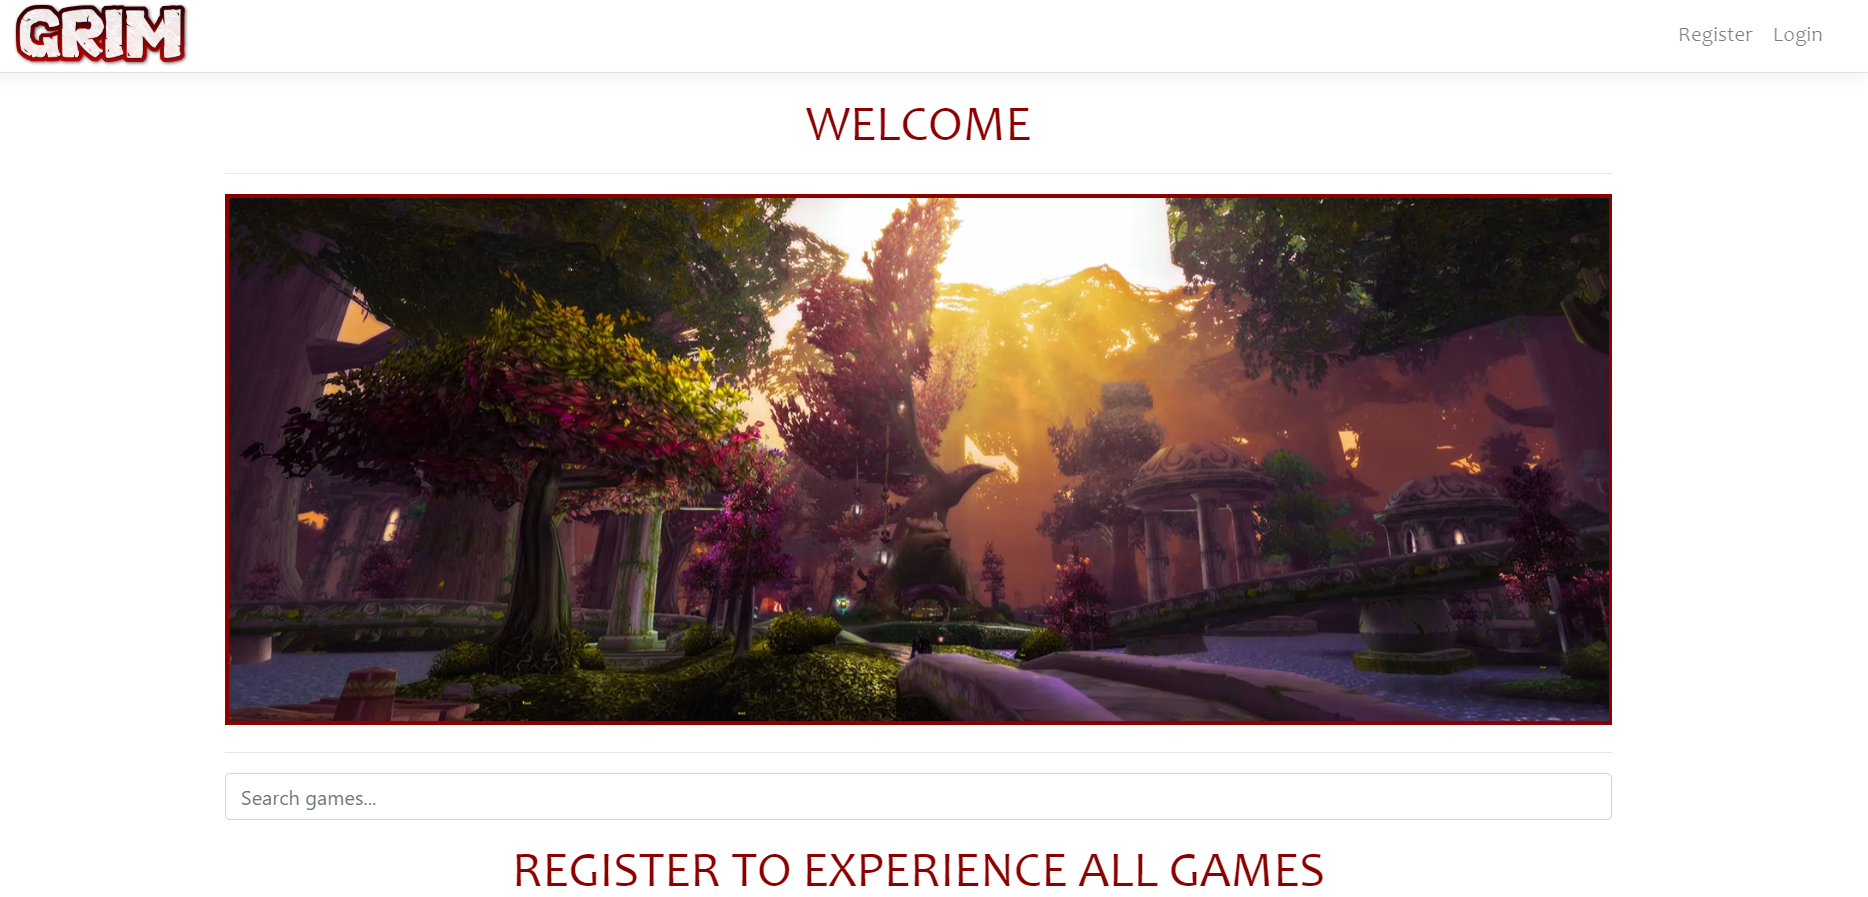 GRIM
Register Login
WELCOME
Search games...
REGISTER TO EXPERIENCE ALL GAMES